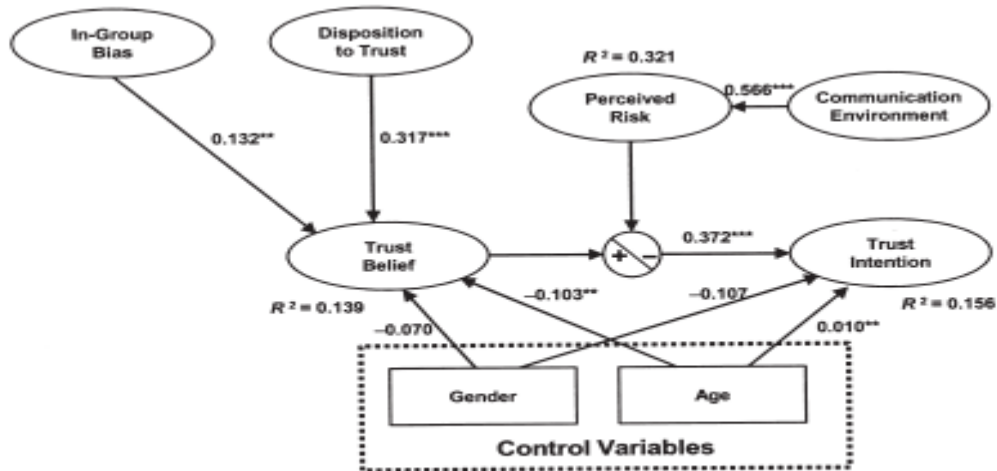 In-Group
Bias
Disposition
to Trust
R² = 0.321
Perceived
Risk
0.566***
Communication
Environment
0.132**
0.317***
Trust
Belief
+ −
0.372***
Trust
Intention
R² = 0.139
−0.103**
−0.107
R² = 0.156
−0.070
0.010**
Gender
Age
Control Variables